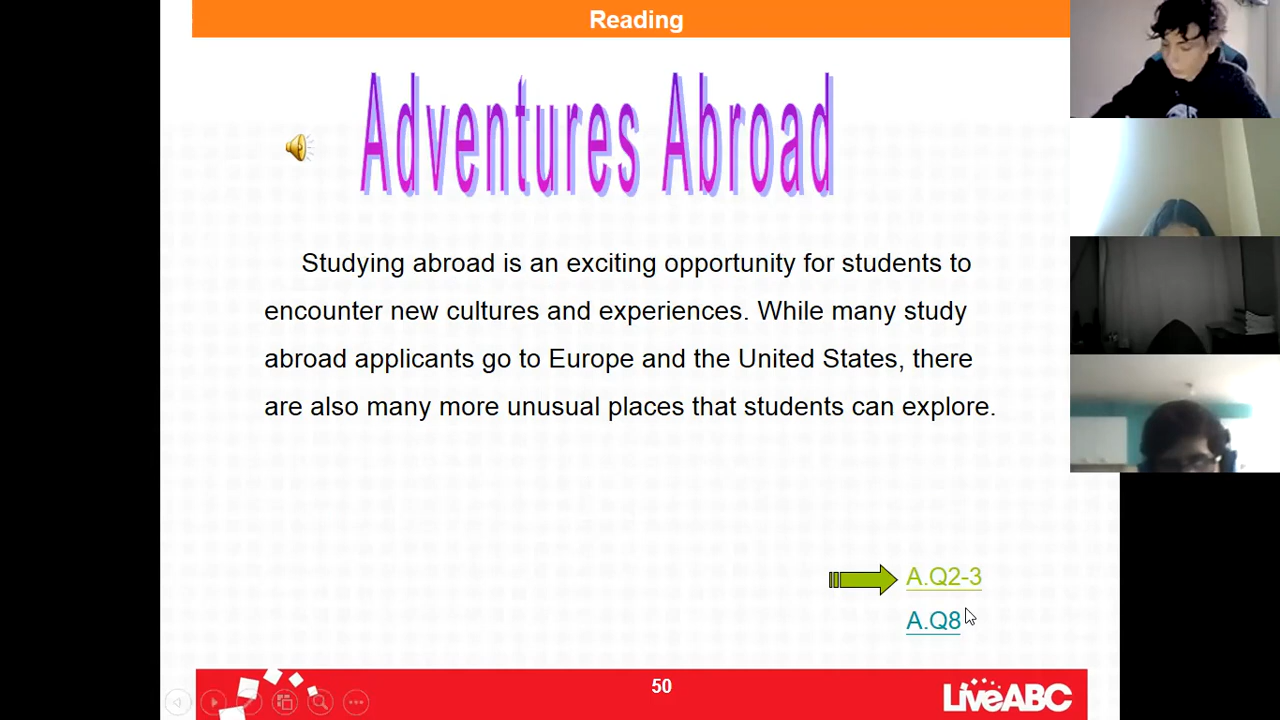 Reading
Adventures Abroad
Studying abroad is an exciting opportunity for students to
encounter new cultures and experiences. While many study
abroad applicants go to Europe and the United States, there
are also many more unusual places that students can explore.
A.Q2-3
A.Q8
50
LiveABC